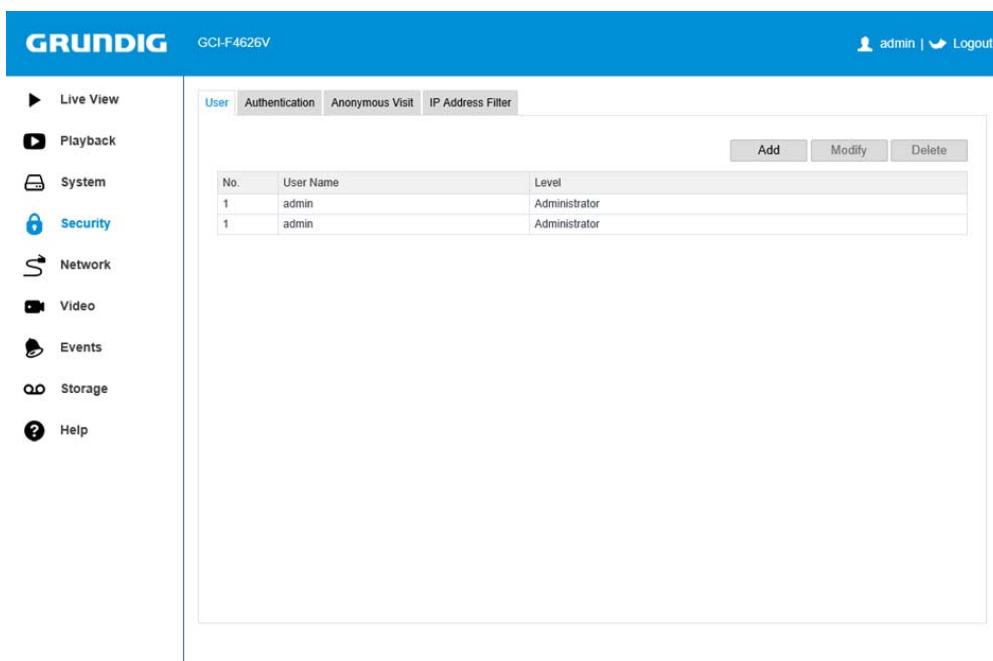 GRUNDIG GCI-F4626V admin | Logout
Live View
Playback
System
Security
Network
Video
Events
Storage
Help
User Authentication Anonymous Visit IP Address Filter
Add Modify Delete
No. User Name Level
1 admin Administrator
1 admin Administrator